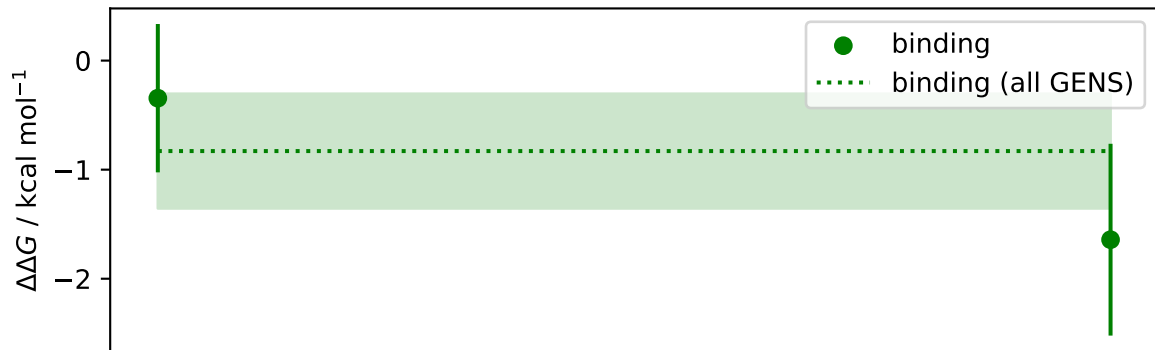 binding
binding (all GENS)
0
−1
−2
ΔΔG / kcal mol⁻¹